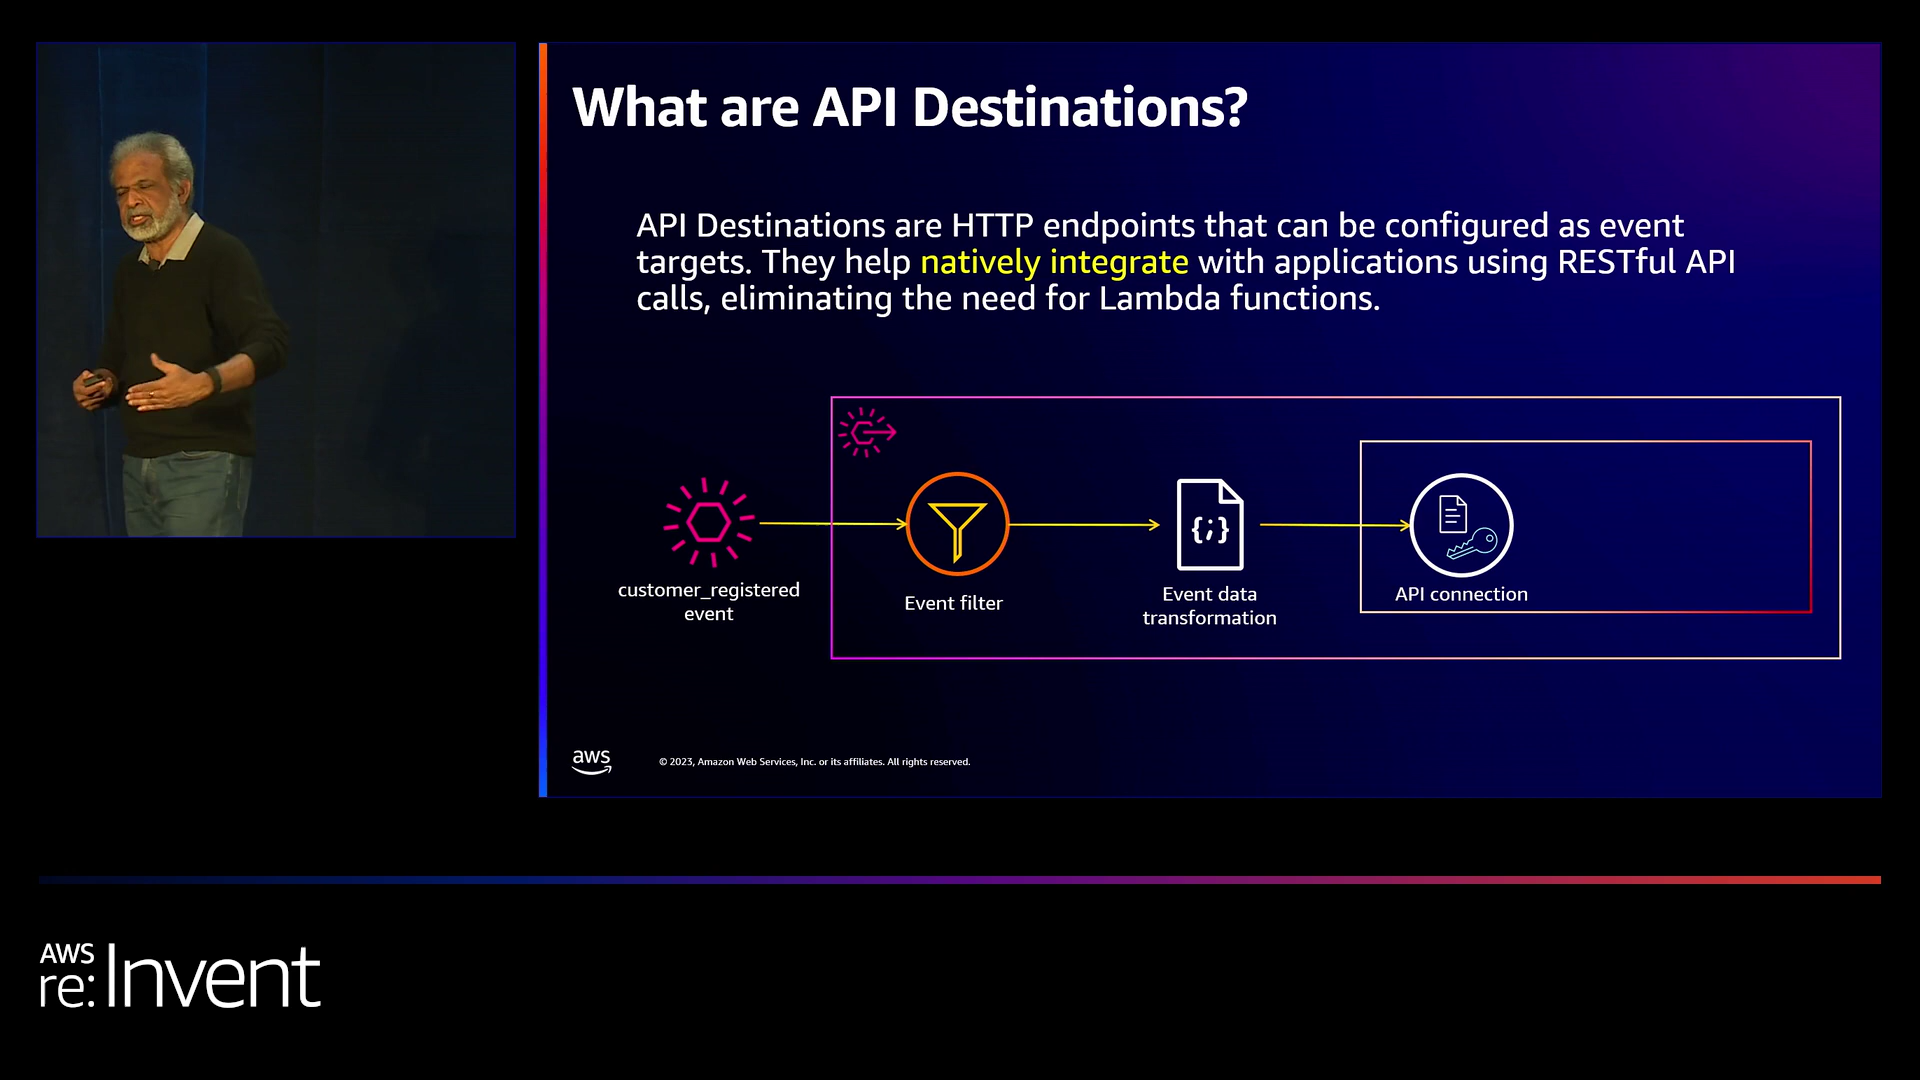 What are API Destinations?
API Destinations are HTTP endpoints that can be configured as event
targets. They help natively integrate with applications using RESTful API
calls, eliminating the need for Lambda functions.
customer_registered
event
Event filter
{;}
Event data
transformation
API connection
aws
© 2023, Amazon Web Services, Inc. or its affiliates. All rights reserved.
AWS
re:Invent